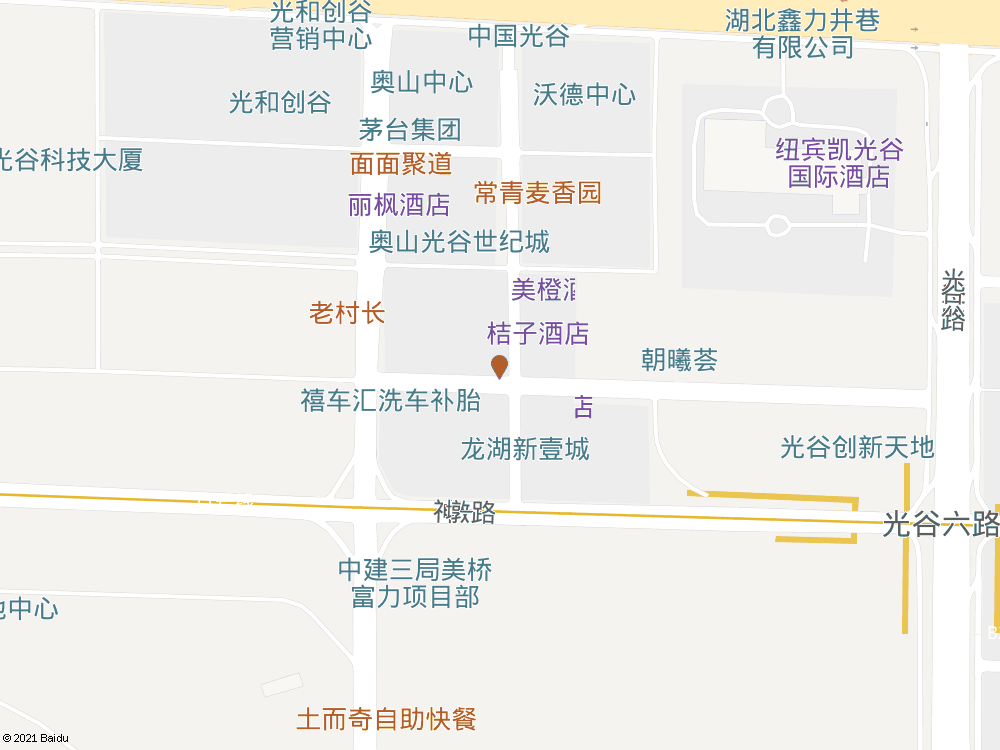 光和创谷
营销中心
中国光谷
湖北鑫力井巷
有限公司
奥山中心
沃德中心
光和创谷
茅台集团
光谷科技大厦
面面聚道
纽宾凯光谷
国际酒店
常青麦香园
丽枫酒店
奥山光谷世纪城
美橙酒
老村长
桔子酒店
朝曦荟
禧车汇洗车补胎
店
龙湖新壹城
光谷创新天地
光谷六路
中建三局美桥
富力项目部
中心
土而奇自助快餐
© 2021 Baidu